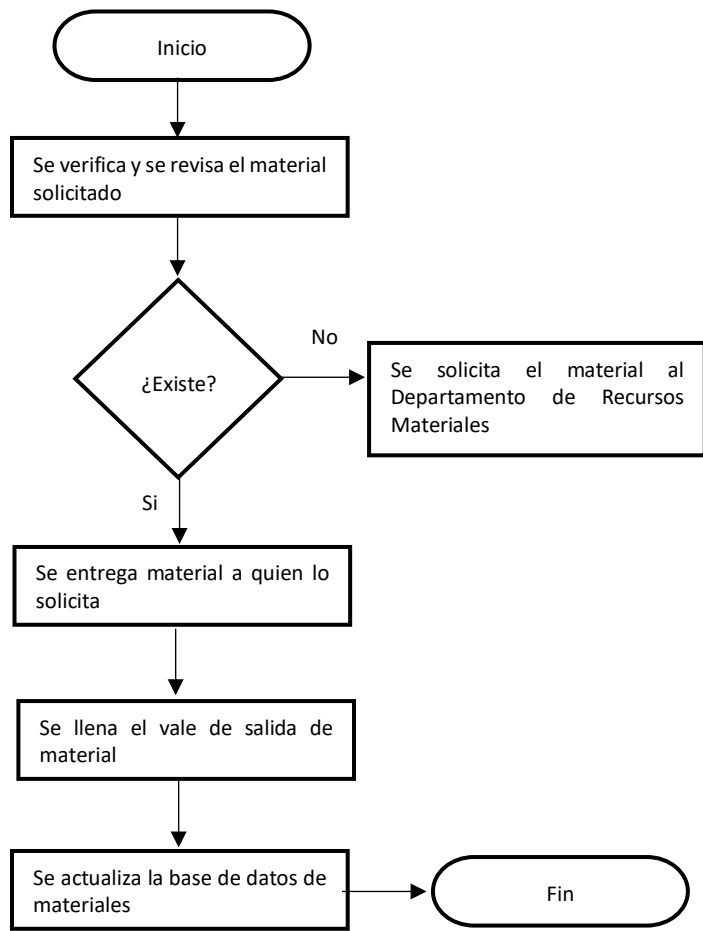 Inicio
Se verifica y se revisa el material
solicitado
¿Existe?
No
Se solicita el material al
Departamento de Recursos
Materiales
Si
Se entrega material a quien lo
solicita
Se llena el vale de salida de
material
Se actualiza la base de datos de
materiales
Fin